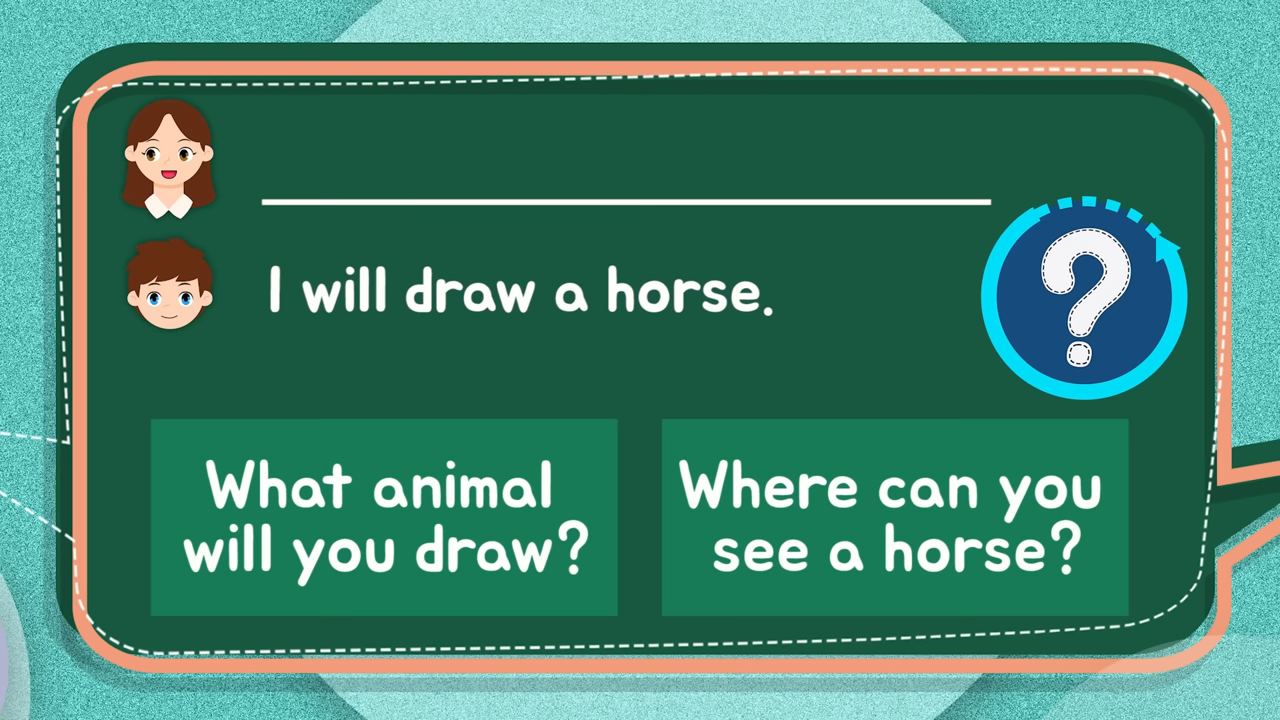 I will draw a horse.
What animal
will you draw?
Where can you
see a horse?
?